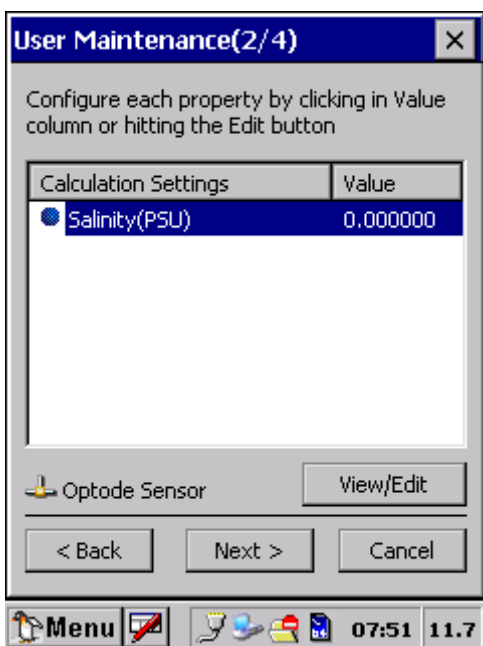 User Maintenance(2/4)
Configure each property by clicking in Value
column or hitting the Edit button
Calculation Settings Value
Salinity(PSU) 0.000000
Optode Sensor View/Edit
< Back Next > Cancel
Menu 07:51 11.7